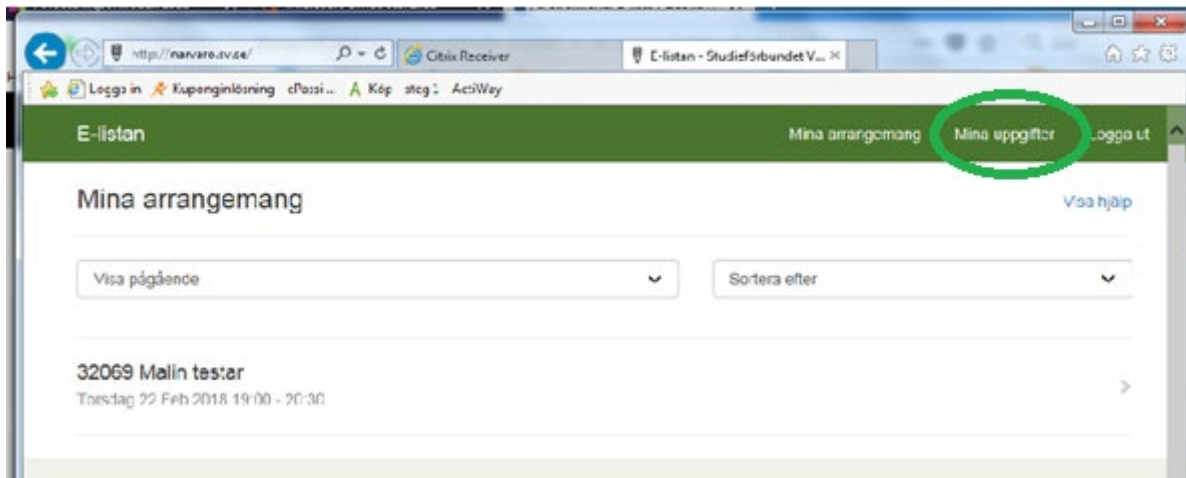 http://narvaro.sv.se/
Citrix Receiver
E-listan - Studieförbundet V...
Logga in Kuponginlösning ePassi... Köp steg 1 ActiWay
E-listan Mina arrangemang Mina uppgifter Logga ut
Mina arrangemang
Visa hjälp
Visa pågående
Sortera efter
32069 Malin testar
Torsdag 22 Feb 2018 19:00 - 20:30